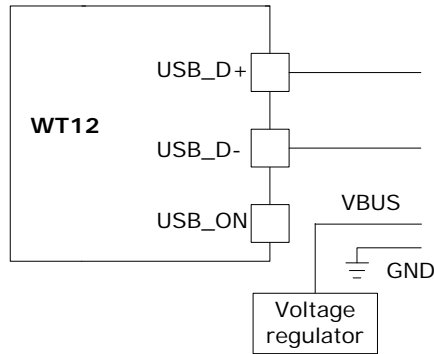 USB_D+
WT12
USB_D-
USB_ON
VBUS
GND
Voltage
regulator